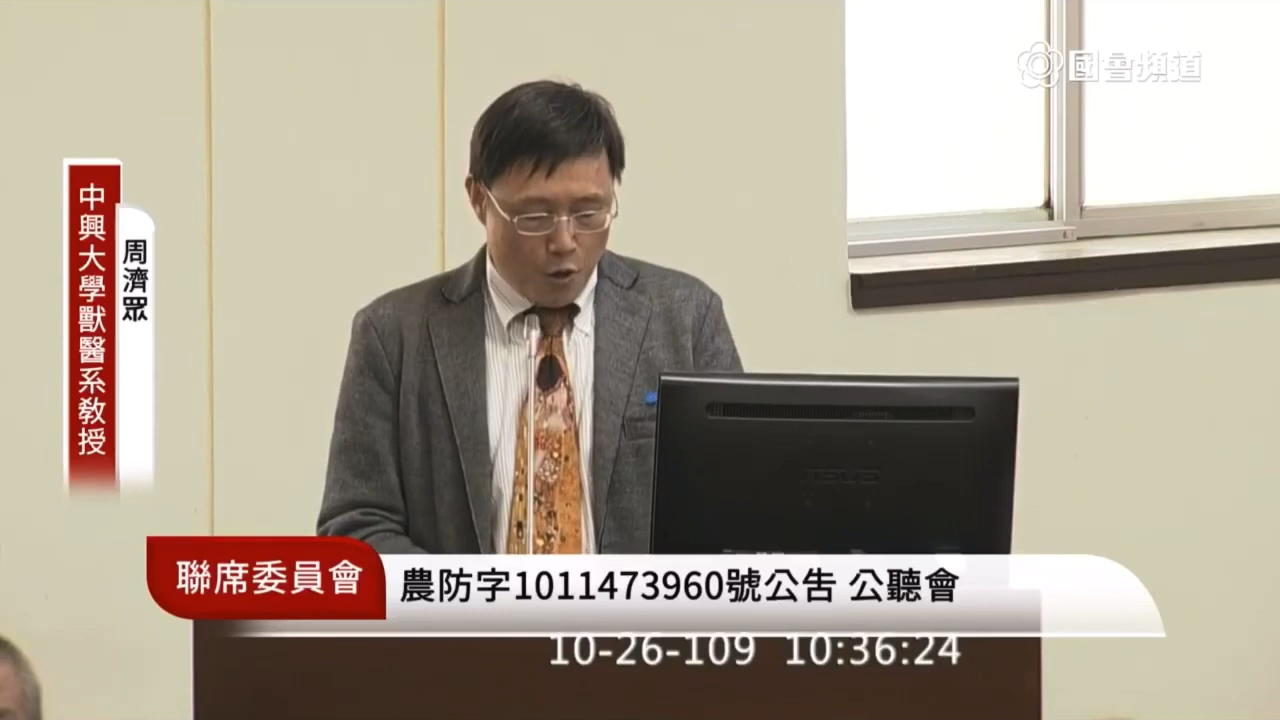 國會頻道
中興大學獸醫系教授
周濟眾
聯席委員會
農防字1011473960號公告 公聽會
10-26-109 10:36:24
ASUS